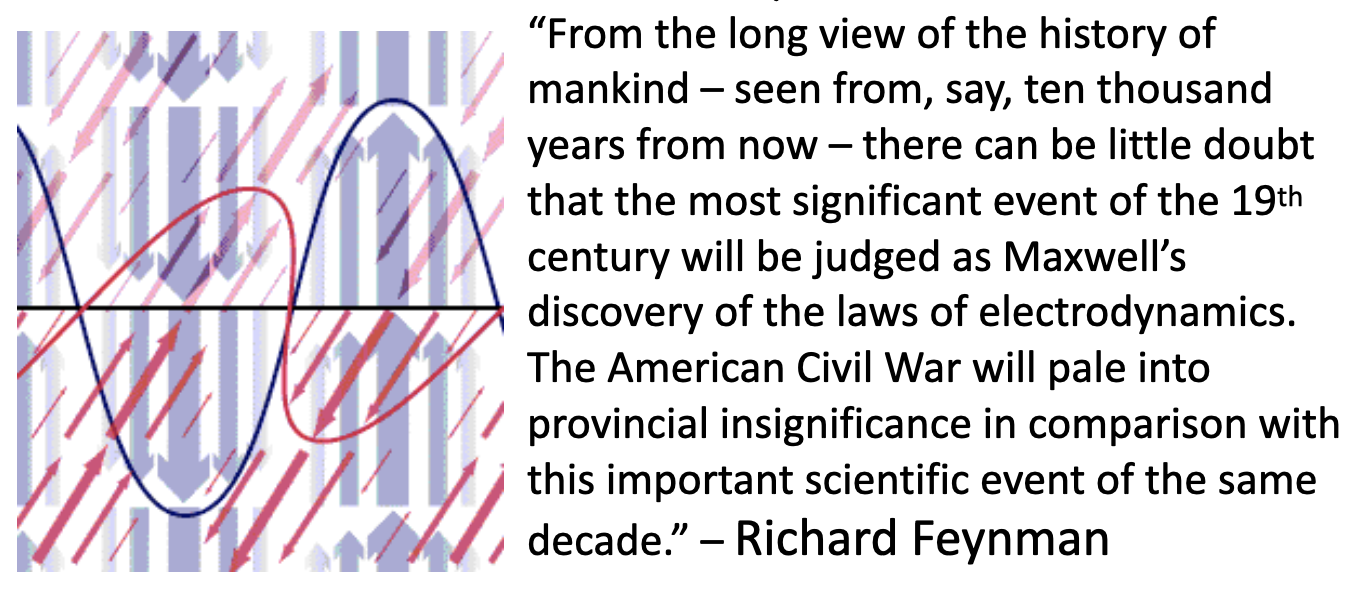 “From the long view of the history of
mankind – seen from, say, ten thousand
years from now – there can be little doubt
that the most significant event of the 19th
century will be judged as Maxwell’s
discovery of the laws of electrodynamics.
The American Civil War will pale into
provincial insignificance in comparison with
this important scientific event of the same
decade.” – Richard Feynman